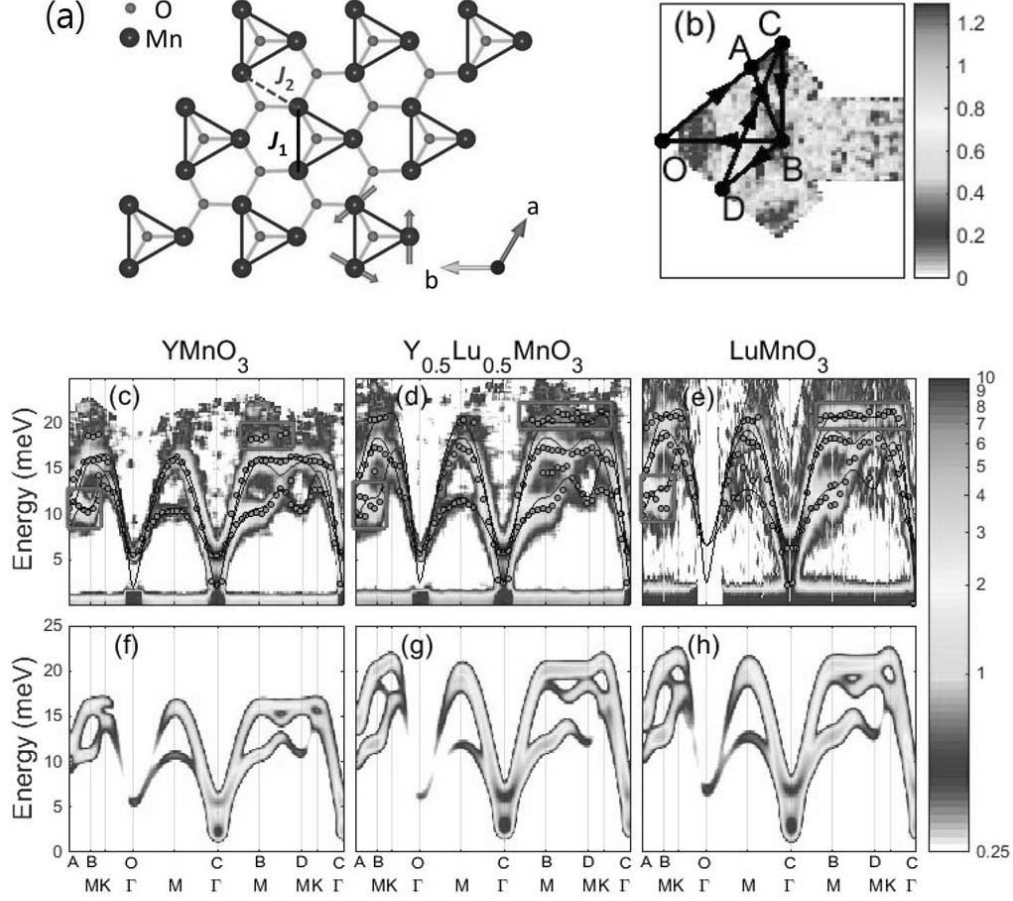 (a)
O
Mn
J2
J1
a
b
(b)
C
A
O
B
D
1.2
1
0.8
0.6
0.4
0.2
0
YMnO3
Y0.5Lu0.5MnO3
LuMnO3
(c)
(d)
(e)
Energy (meV)
20
15
10
5
10
9
8
7
6
5
4
3
2
1
0.25
(f)
(g)
(h)
Energy (meV)
25
20
15
10
5
0
A B O C B D C
A B O C B D C
A B O C B D C
M K Γ M Γ M M K Γ
M K Γ M Γ M M K Γ
M K Γ M Γ M M K Γ